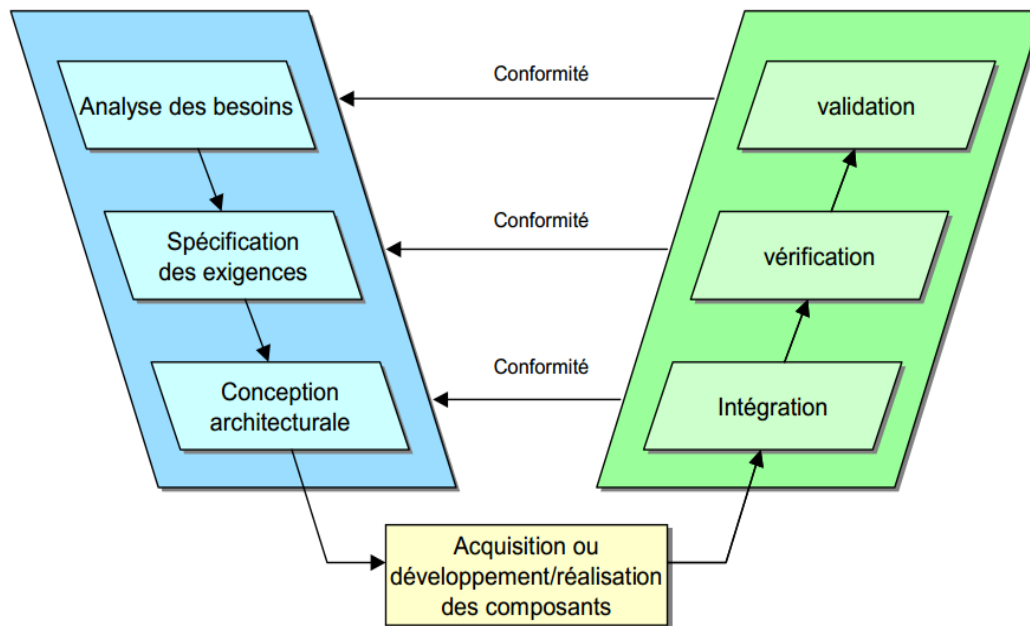 Conformité
Analyse des besoins
validation
Conformité
Spécification
des exigences
vérification
Conformité
Conception
architecturale
Intégration
Acquisition ou
développement/réalisation
des composants